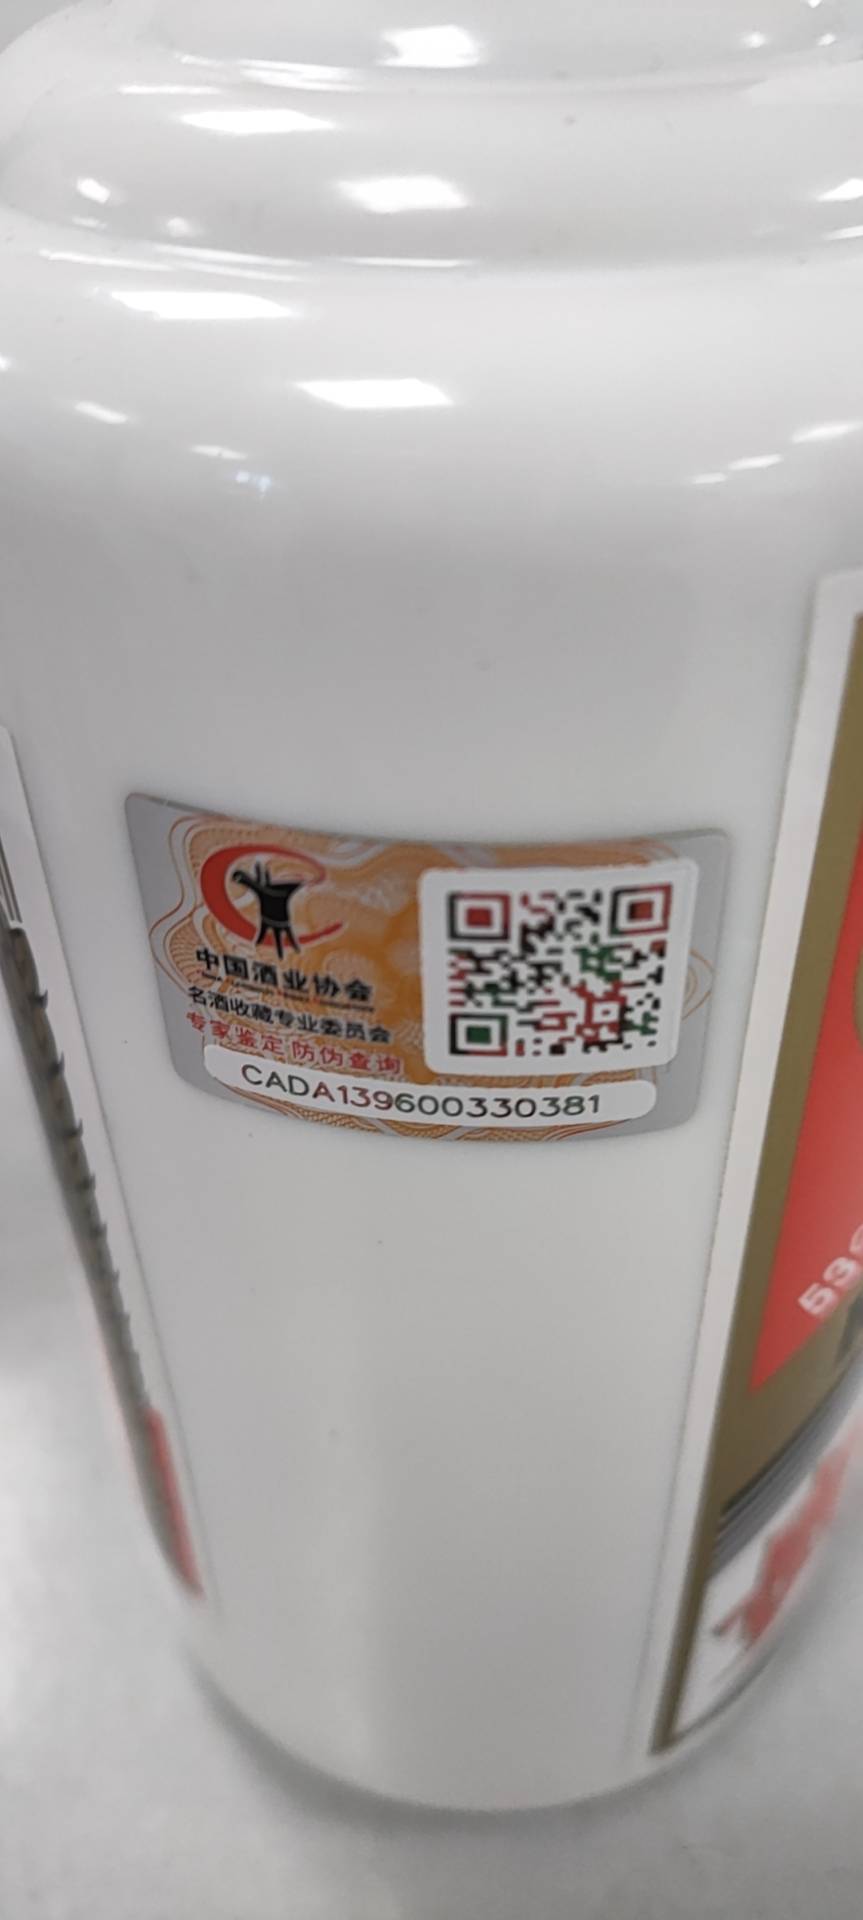 中国酒业协会
名酒收藏专业委员会
专家鉴定 防伪查询
CADA139600330381
53%